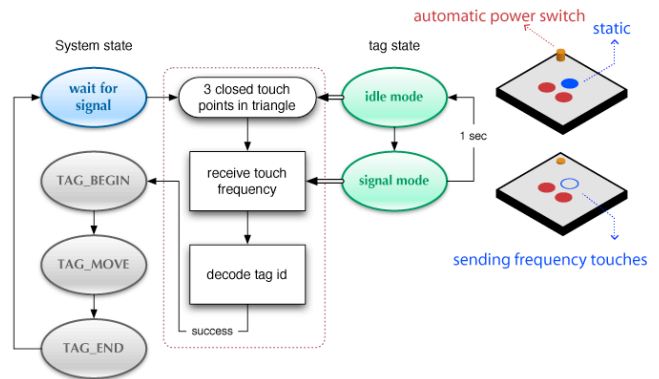 automatic power switch
System state
tag state
static
wait for
signal
3 closed touch
points in triangle
idle mode
1 sec
TAG_BEGIN
receive touch
frequency
signal mode
TAG_MOVE
decode tag id
sending frequency touches
success
TAG_END